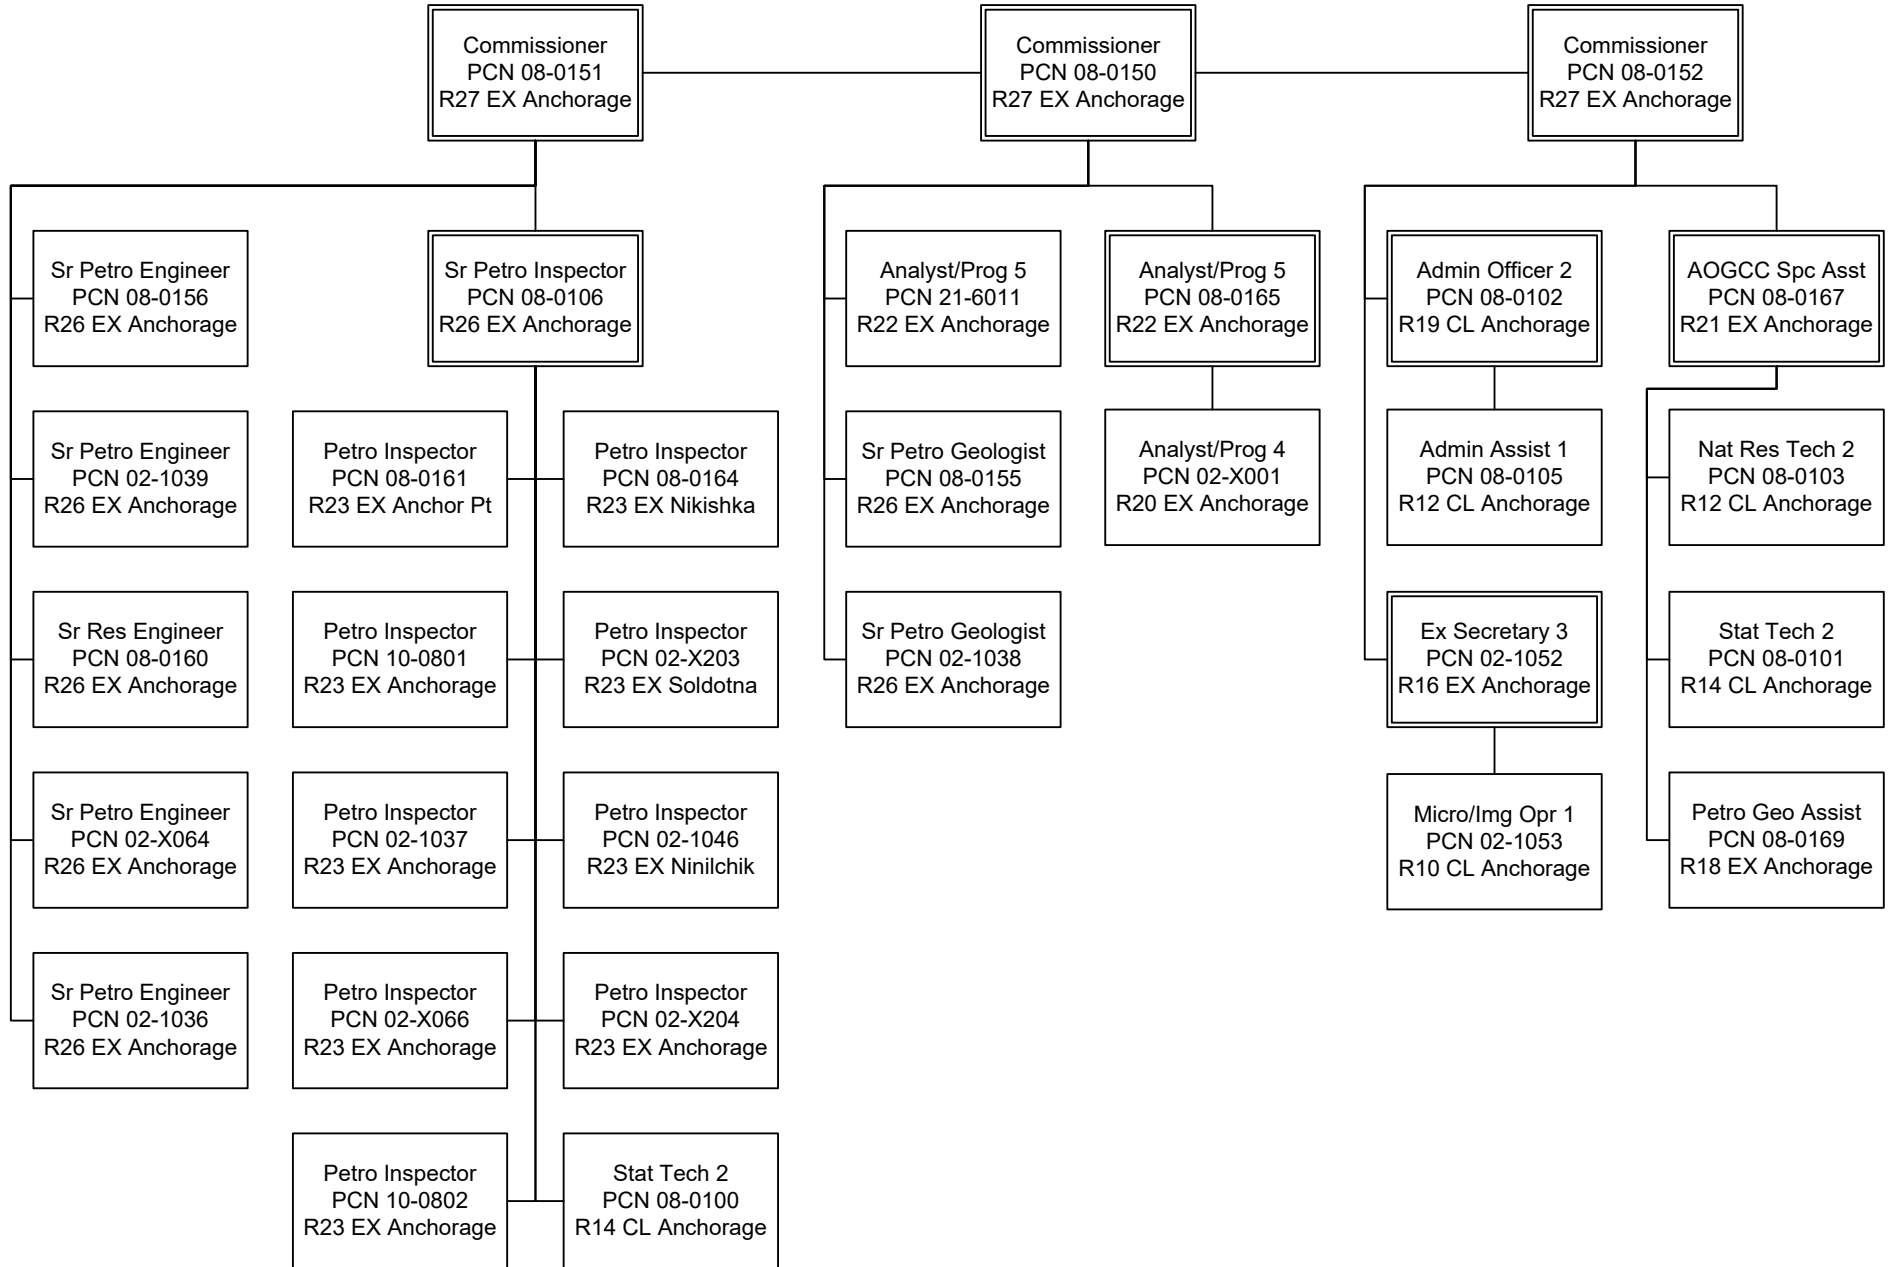 Commissioner
PCN 08-0151
R27 EX Anchorage
Commissioner
PCN 08-0150
R27 EX Anchorage
Commissioner
PCN 08-0152
R27 EX Anchorage
Sr Petro Engineer
PCN 08-0156
R26 EX Anchorage
Sr Petro Inspector
PCN 08-0106
R26 EX Anchorage
Analyst/Prog 5
PCN 21-6011
R22 EX Anchorage
Analyst/Prog 5
PCN 08-0165
R22 EX Anchorage
Admin Officer 2
PCN 08-0102
R19 CL Anchorage
AOGCC Spc Asst
PCN 08-0167
R21 EX Anchorage
Sr Petro Engineer
PCN 02-1039
R26 EX Anchorage
Petro Inspector
PCN 08-0161
R23 EX Anchor Pt
Petro Inspector
PCN 08-0164
R23 EX Nikishka
Sr Petro Geologist
PCN 08-0155
R26 EX Anchorage
Analyst/Prog 4
PCN 02-X001
R20 EX Anchorage
Admin Assist 1
PCN 08-0105
R12 CL Anchorage
Nat Res Tech 2
PCN 08-0103
R12 CL Anchorage
Sr Res Engineer
PCN 08-0160
R26 EX Anchorage
Petro Inspector
PCN 10-0801
R23 EX Anchorage
Petro Inspector
PCN 02-X203
R23 EX Soldotna
Sr Petro Geologist
PCN 02-1038
R26 EX Anchorage
Ex Secretary 3
PCN 02-1052
R16 EX Anchorage
Stat Tech 2
PCN 08-0101
R14 CL Anchorage
Sr Petro Engineer
PCN 02-X064
R26 EX Anchorage
Petro Inspector
PCN 02-1037
R23 EX Anchorage
Petro Inspector
PCN 02-1046
R23 EX Ninilchik
Micro/Img Opr 1
PCN 02-1053
R10 CL Anchorage
Petro Geo Assist
PCN 08-0169
R18 EX Anchorage
Sr Petro Engineer
PCN 02-1036
R26 EX Anchorage
Petro Inspector
PCN 02-X066
R23 EX Anchorage
Petro Inspector
PCN 02-X204
R23 EX Anchorage
Petro Inspector
PCN 10-0802
R23 EX Anchorage
Stat Tech 2
PCN 08-0100
R14 CL Anchorage